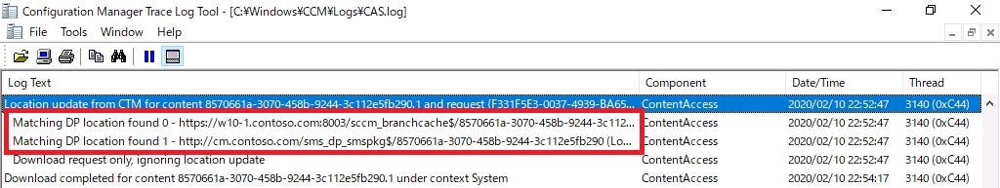 Configuration Manager Trace Log Tool - [C:¥Windows¥CCM¥Logs¥CAS.log]
File Tools Window Help
Log Text Component Date/Time Thread
Location update from CTM for content 8570661a-3070-458b-9244-3c112e5fb290.1 and request {F331F5E3-0037-4939-BA65... ContentAccess 2020/02/10 22:52:47 3140 (0xC44)
Matching DP location found 0 - https://w10-1.contoso.com:8003/sccm_branchcache$/8570661a-3070-458b-9244-3c112... ContentAccess 2020/02/10 22:52:47 3140 (0xC44)
Matching DP location found 1 - http://cm.contoso.com/sms_dp_smspkg$/8570661a-3070-458b-9244-3c112e5fb290 (Lo... ContentAccess 2020/02/10 22:52:47 3140 (0xC44)
Download request only, ignoring location update ContentAccess 2020/02/10 22:52:47 3140 (0xC44)
Download completed for content 8570661a-3070-458b-9244-3c112e5fb290.1 under context System ContentAccess 2020/02/10 22:54:17 3140 (0xC44)